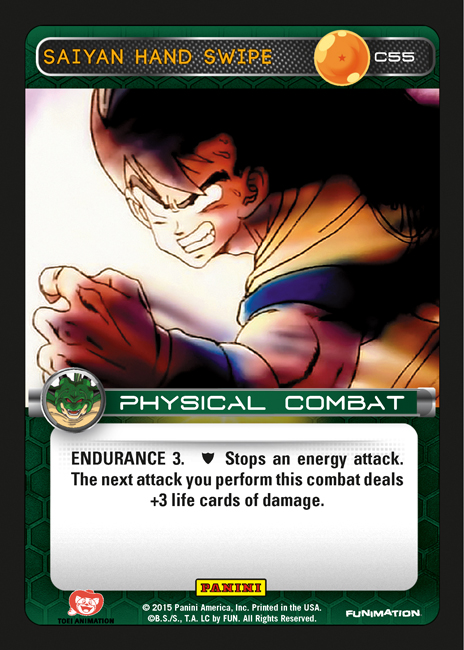 SAIYAN HAND SWIPE
C55
PHYSICAL COMBAT
ENDURANCE 3. Stops an energy attack.
The next attack you perform this combat deals
+3 life cards of damage.
PANINI
© 2015 Panini America, Inc. Printed in the USA.
©B.S./S., T.A. LC by FUN. All Rights Reserved.
TOEI ANIMATION
FUNIMATION